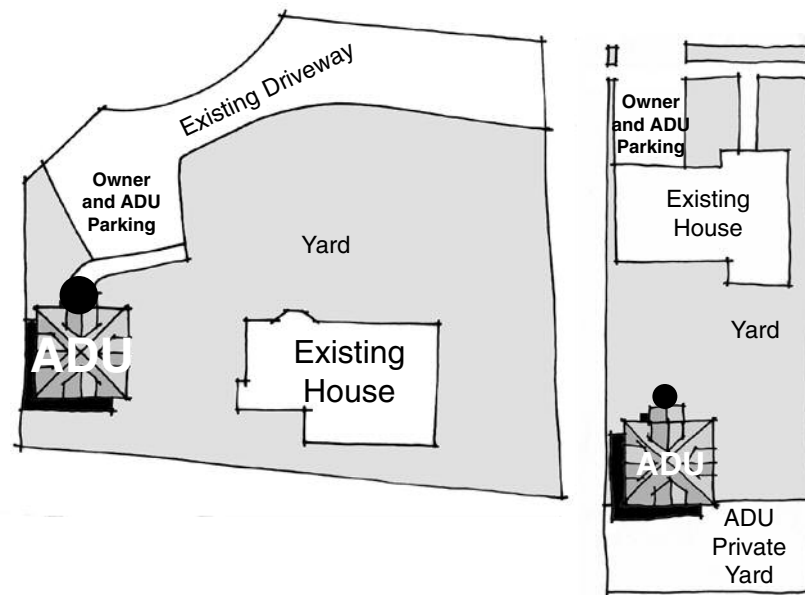 Existing Driveway
Owner
and ADU
Parking
Yard
ADU
Existing
House
Owner
and ADU
Parking
Existing
House
Yard
ADU
ADU
Private
Yard